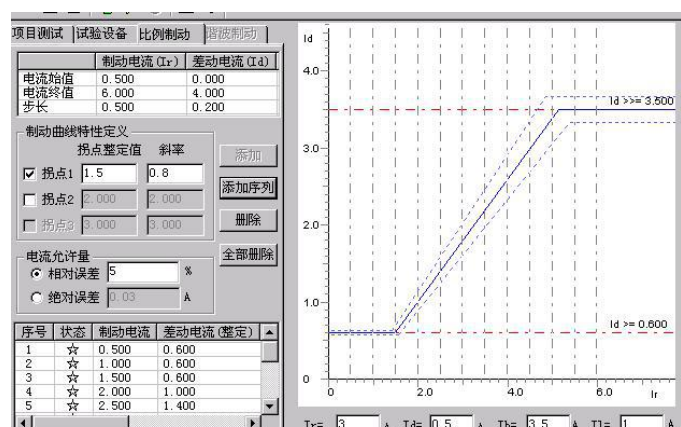 项目测试 试验设备 比例制动 谐波制动
制动电流(Ir) 差动电流(Id)
电流始值 0.500 0.000
电流终值 6.000 4.000
步长 0.500 0.200
制动曲线特性定义
拐点整定值 斜率
拐点1 1.5 0.8
拐点2 2.000 2.000
拐点3 3.000 3.000
添加
添加序列
删除
全部删除
电流允许量
相对误差 5 %
绝对误差 0.03 A
序号 状态 制动电流 差动电流(整定)
1 ☆ 0.500 0.600
2 ☆ 1.000 0.600
3 ☆ 1.500 0.600
4 ☆ 2.000 1.000
5 ☆ 2.500 1.400
Id
4.0
Id >>= 3.500
3.0
2.0
1.0
Id >= 0.600
0
0 2.0 4.0 6.0 Ir
Ir= 3 A Id= 0.5 A Ih= 3.5 A Il= 1 A